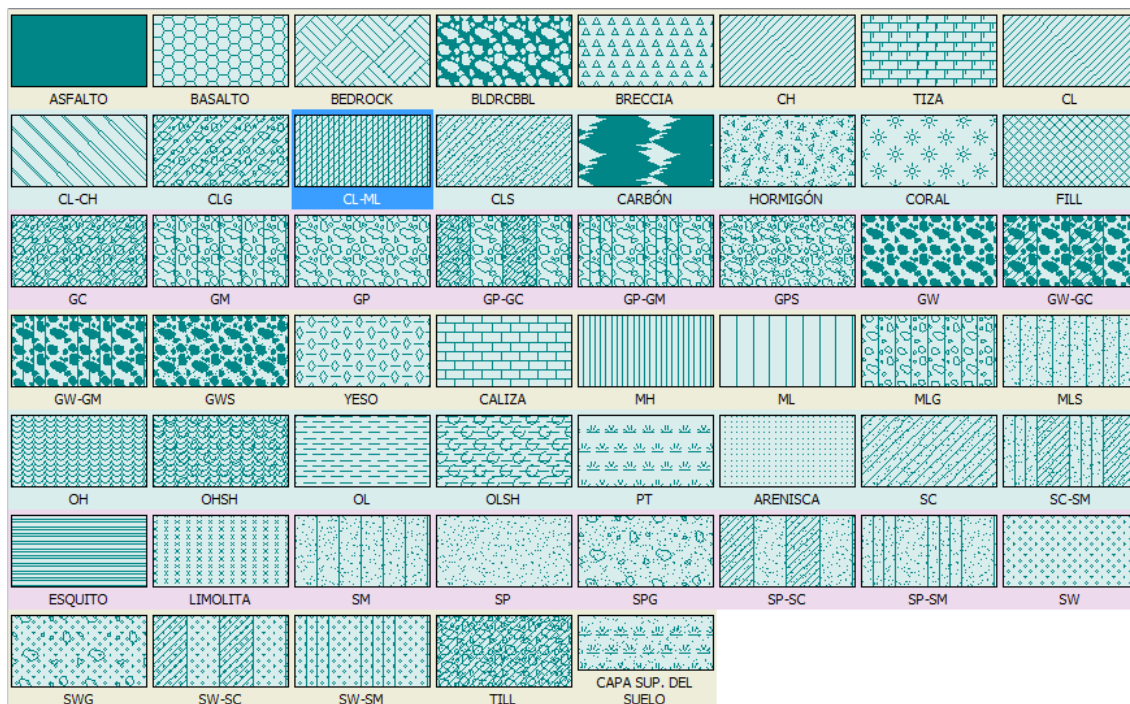 ASFALTO BASALTO BEDROCK BLDRCBBL BRECCIA CH TIZA CL
CL-CH CLG CL-ML CLS CARBÓN HORMIGÓN CORAL FILL
GC GM GP GP-GC GP-GM GPS GW GW-GC
GW-GM GWS YESO CALIZA MH ML MLG MLS
OH OHSH OL OLSH PT ARENISCA SC SC-SM
ESQUITO LIMOLITA SM SP SPG SP-SC SP-SM SW
SWG SW-SC SW-SM TILL CAPA SUP. DEL
SUELO